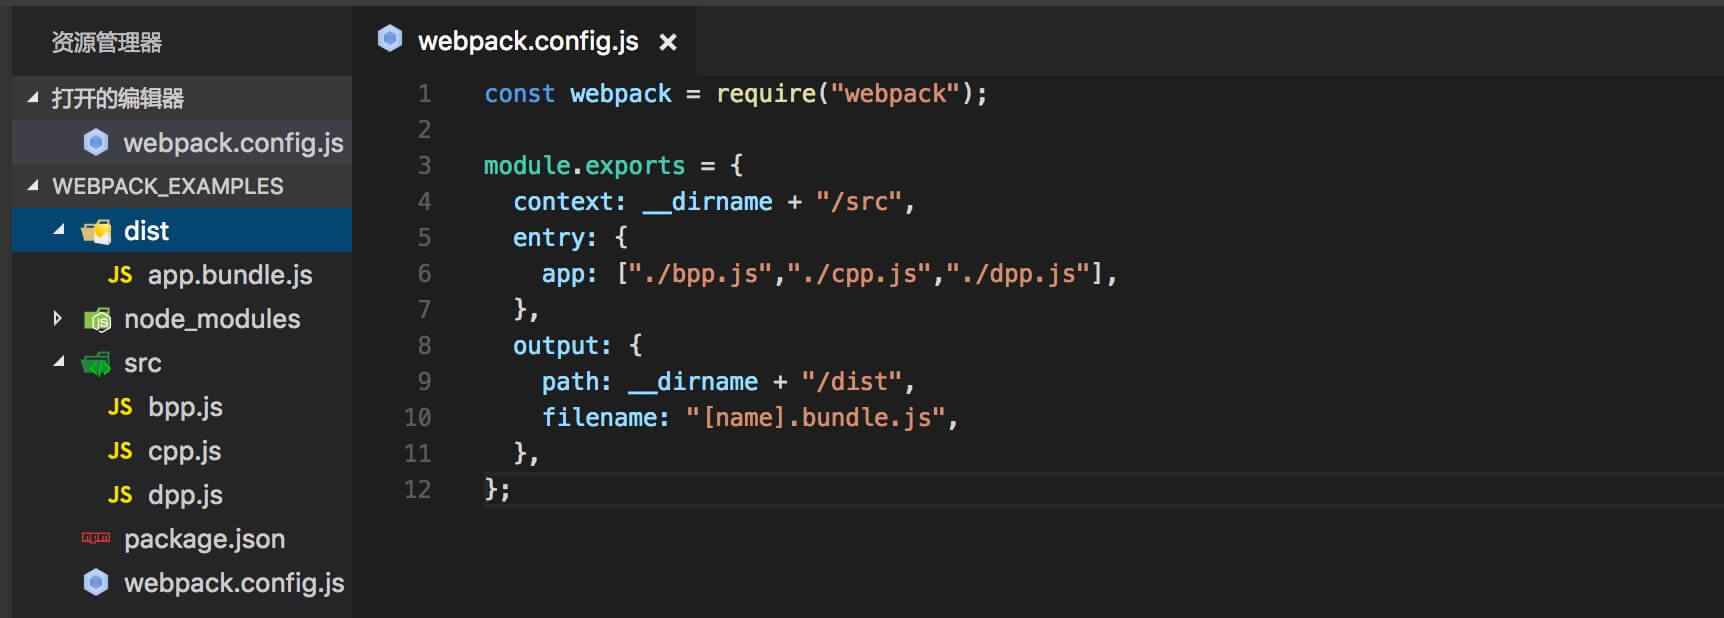 资源管理器
打开的编辑器
webpack.config.js
WEBPACK_EXAMPLES
dist
JS app.bundle.js
node_modules
src
JS bpp.js
JS cpp.js
JS dpp.js
package.json
webpack.config.js
webpack.config.js ×
1 const webpack = require("webpack");
2
3 module.exports = {
4   context: __dirname + "/src",
5   entry: {
6     app: ["./bpp.js","./cpp.js","./dpp.js"],
7   },
8   output: {
9     path: __dirname + "/dist",
10     filename: "[name].bundle.js",
11   },
12 };